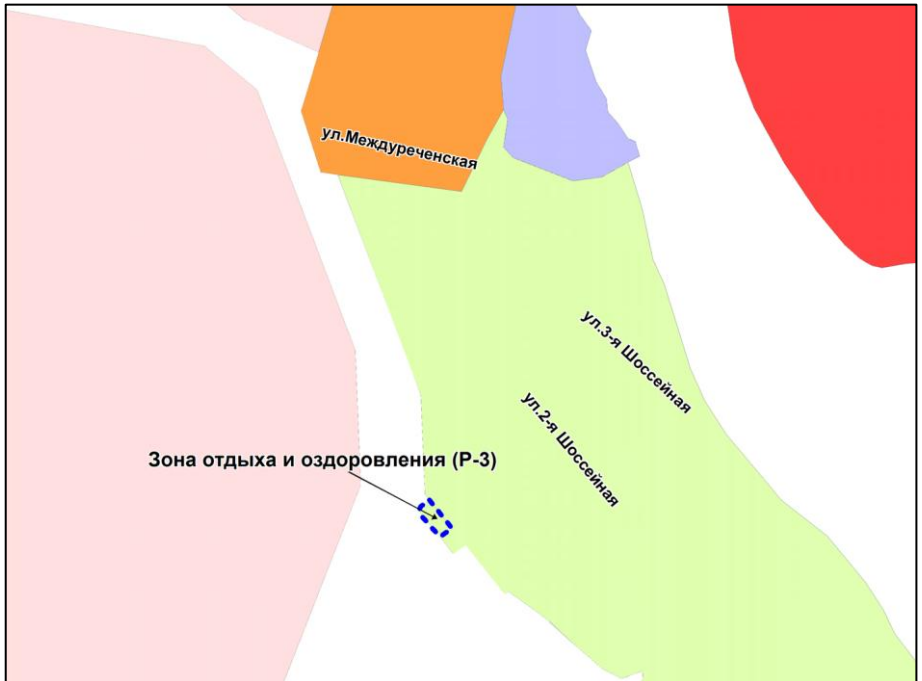 ул.Междуреченская
ул.3-я Шоссейная
ул.2-я Шоссейная
Зона отдыха и оздоровления (Р-3)